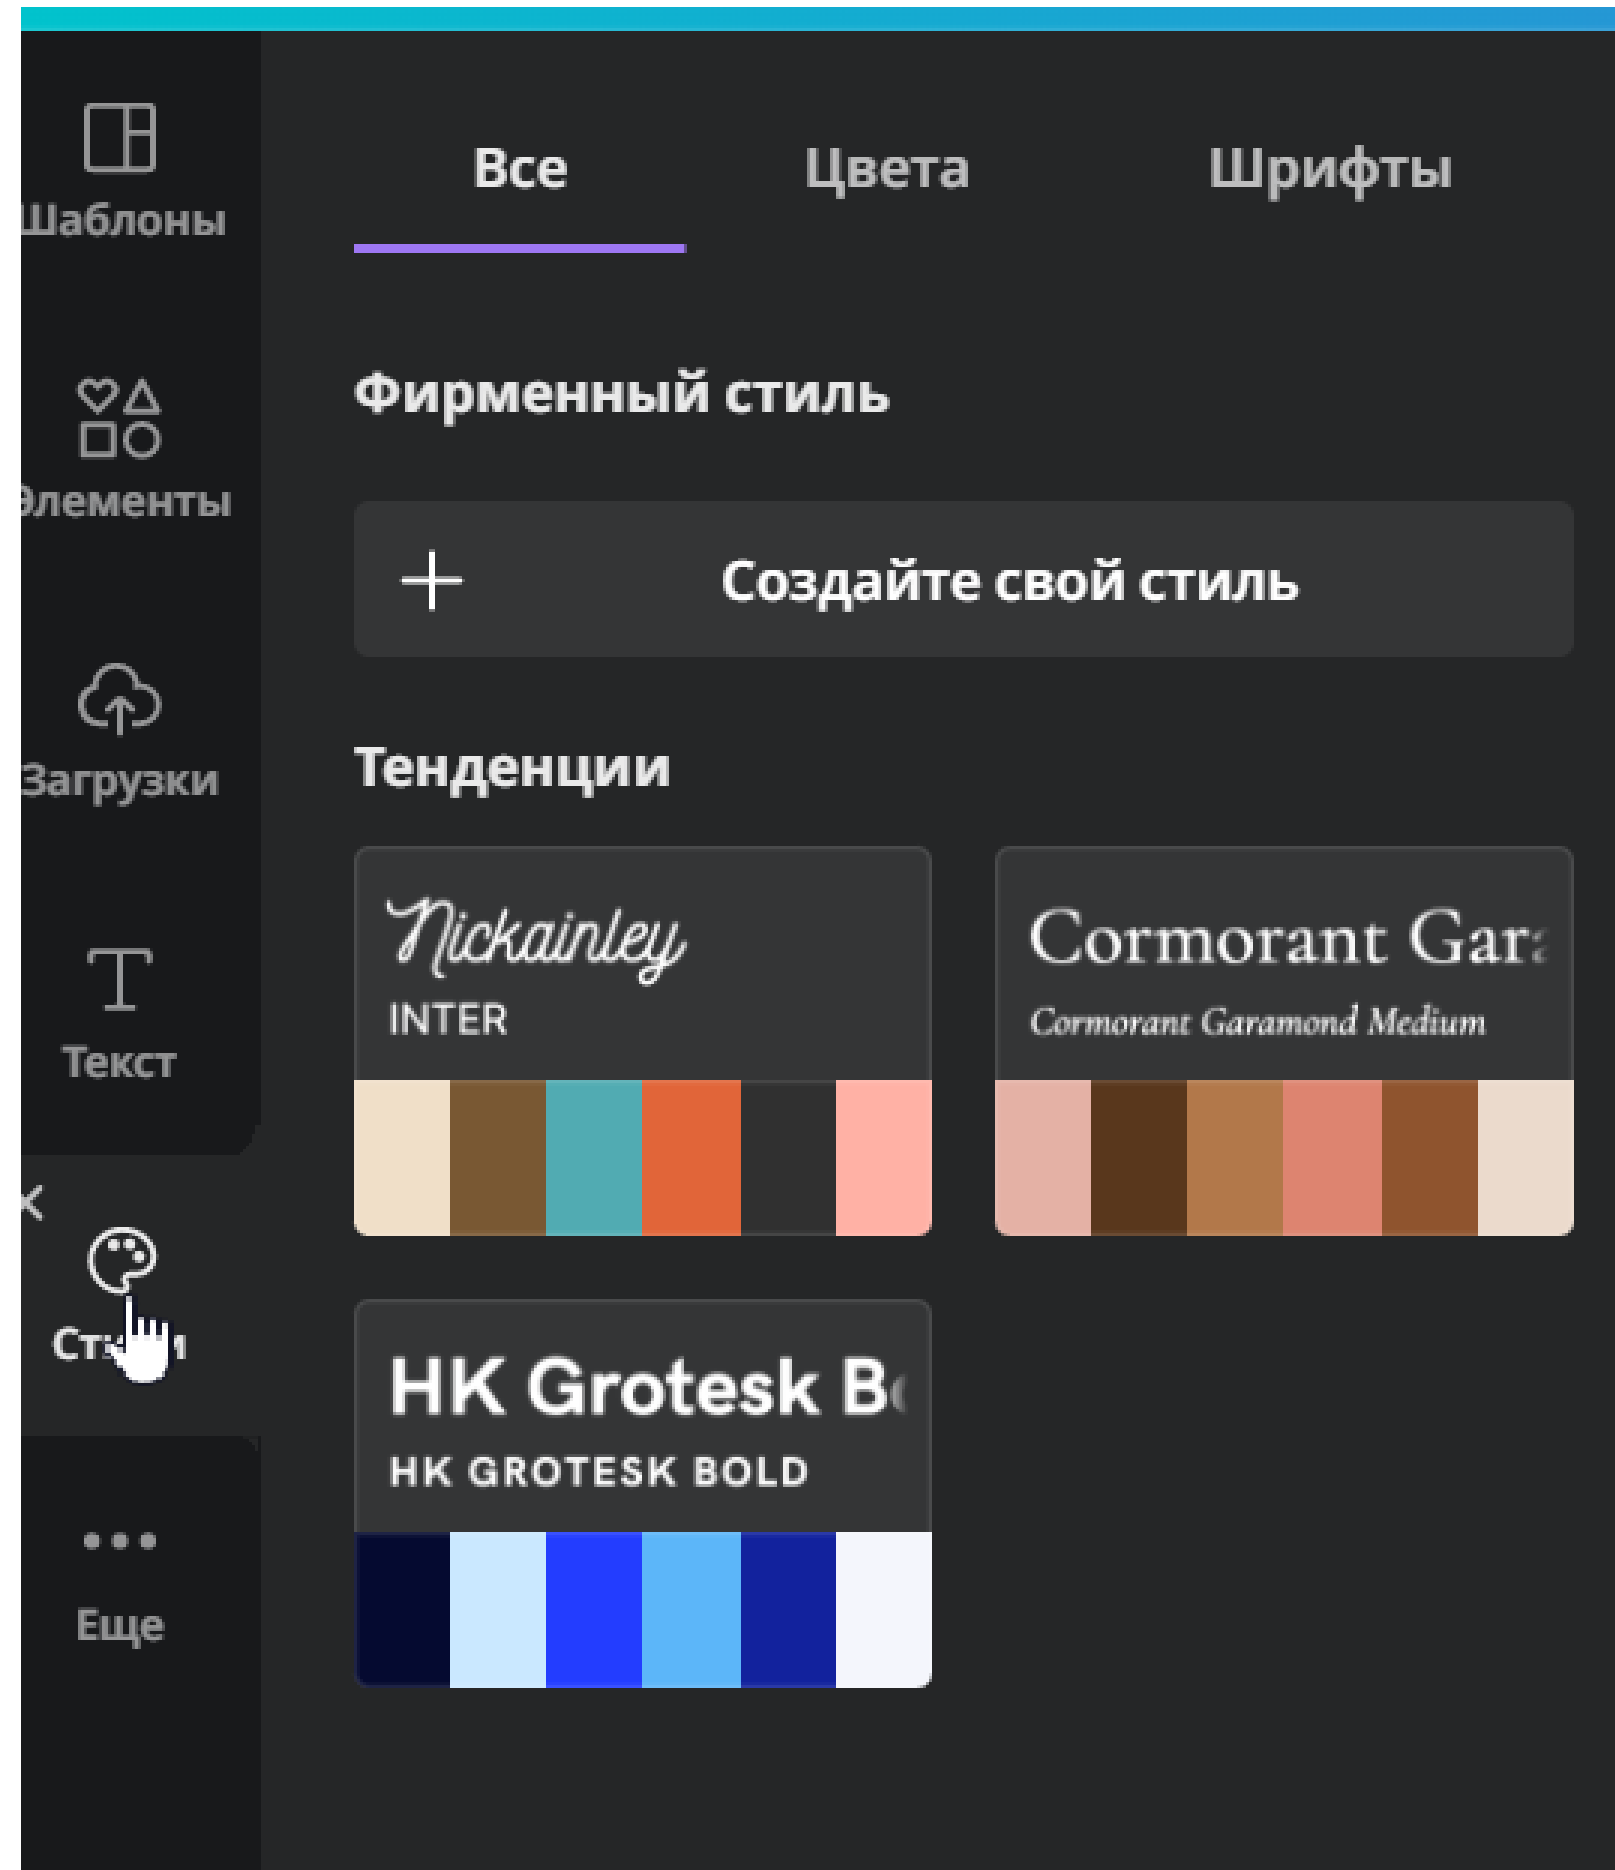 Шаблоны
Элементы
Загрузки
Текст
Еще
Все
Цвета
Шрифты
Фирменный стиль
Создайте свой стиль
Тенденции
Nickainley
INTER
Cormorant
Cormorant Garamond Medium
HK Grotesk
HK GROTESK BOLD